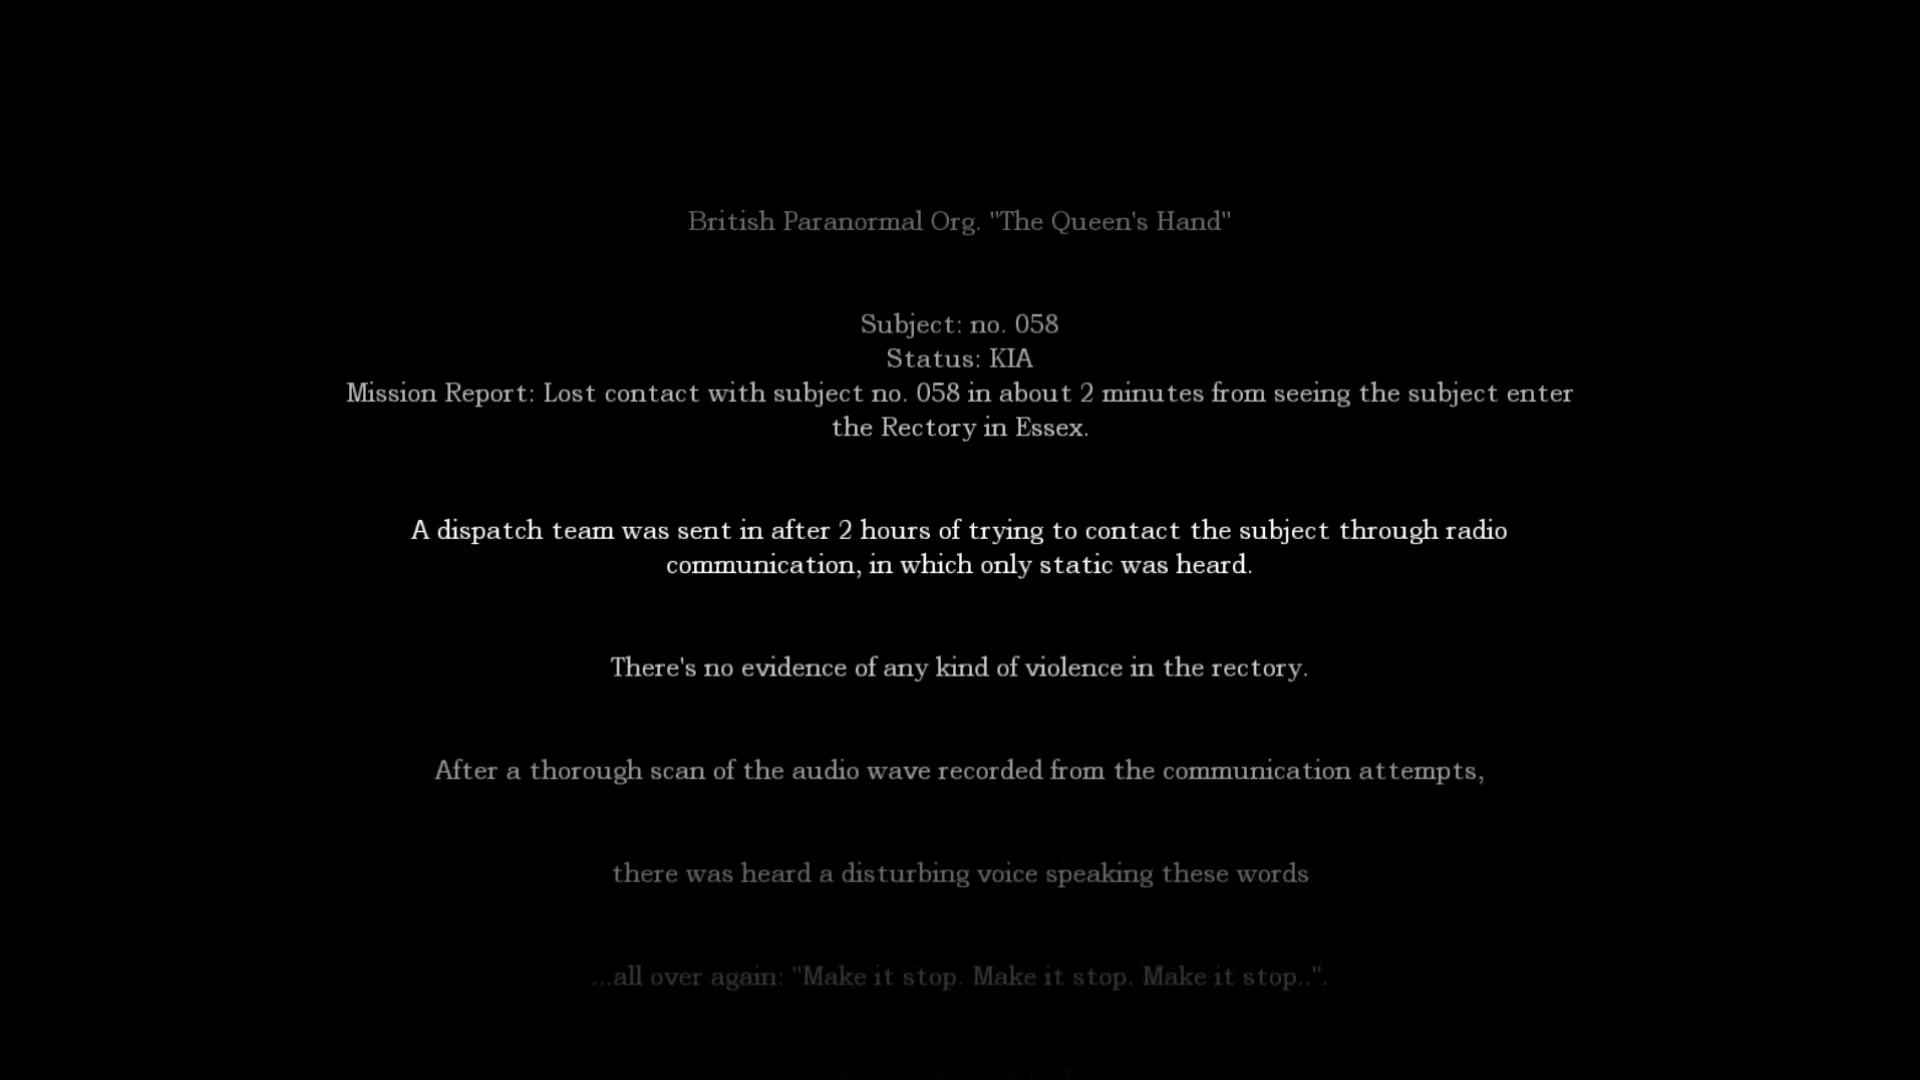 British Paranormal Org. "The Queen's Hand"
Subject: no. 058
Status: KIA
Mission Report: Lost contact with subject no. 058 in about 2 minutes from seeing the subject enter
the Rectory in Essex.
A dispatch team was sent in after 2 hours of trying to contact the subject through radio
communication, in which only static was heard.
There's no evidence of any kind of violence in the rectory.
After a thorough scan of the audio wave recorded from the communication attempts,
there was heard a disturbing voice speaking these words
...all over again: "Make it stop. Make it stop. Make it stop..".